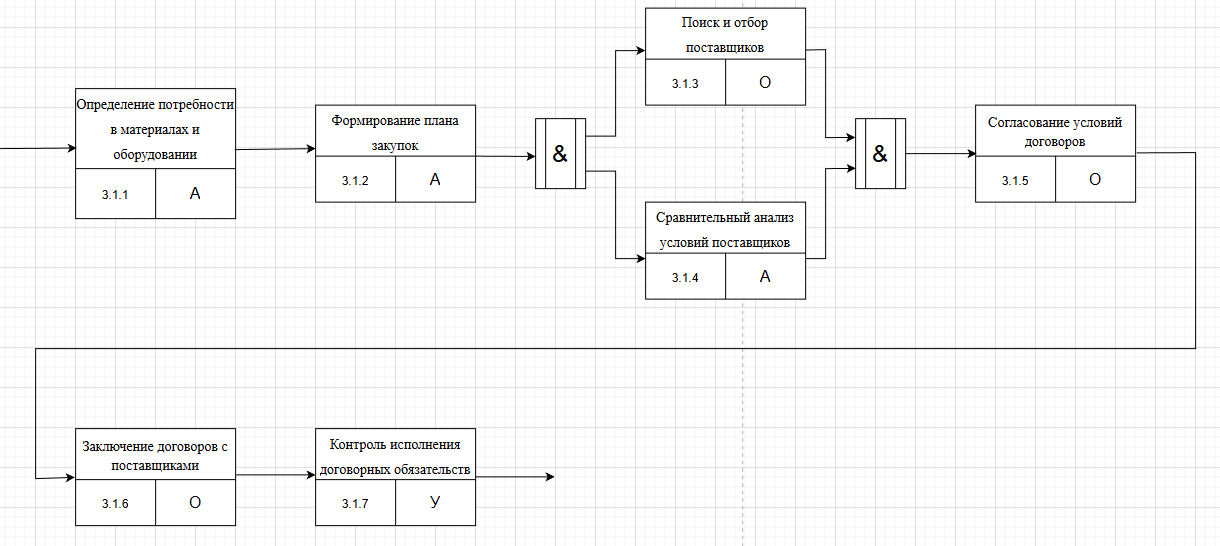 Определение потребности
в материалах и
оборудовании
3.1.1
А
Формирование плана
закупок
3.1.2
А
&
Поиск и отбор
поставщиков
3.1.3
О
Сравнительный анализ
условий поставщиков
3.1.4
А
&
Согласование условий
договоров
3.1.5
О
Заключение договоров с
поставщиками
3.1.6
О
Контроль исполнения
договорных обязательств
3.1.7
У